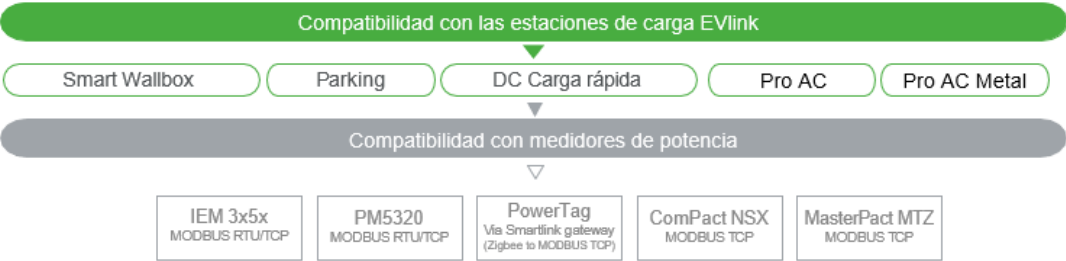 Compatibilidad con las estaciones de carga EVlink
Smart Wallbox
Parking
DC Carga rápida
Pro AC
Pro AC Metal
Compatibilidad con medidores de potencia
IEM 3x5x
MODBUS RTU/TCP
PM5320
MODBUS RTU/TCP
PowerTag
Via Smartlink gateway
(Zigbee to MODBUS TCP)
ComPact NSX
MODBUS TCP
MasterPact MTZ
MODBUS TCP